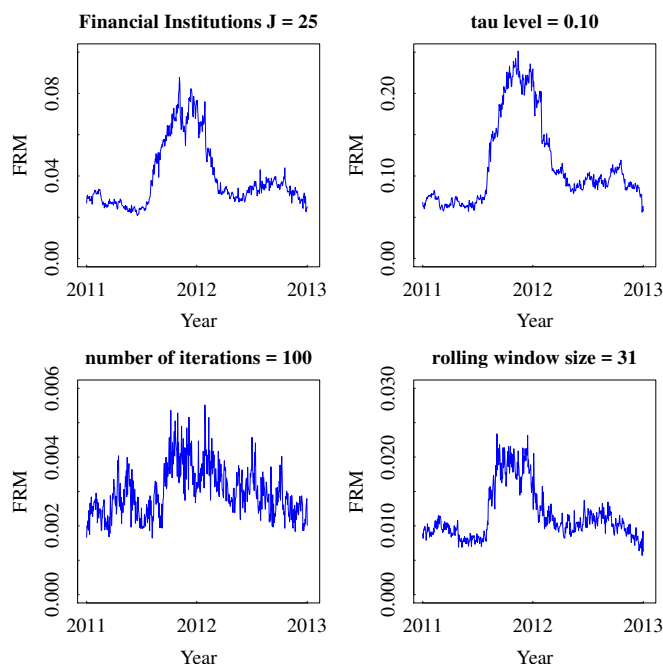 Financial Institutions J = 25
FRM
0.00 0.04 0.08
2011 2012 2013
Year
tau level = 0.10
FRM
0.00 0.10 0.20
2011 2012 2013
Year
number of iterations = 100
FRM
0.000 0.002 0.004 0.006
2011 2012 2013
Year
rolling window size = 31
FRM
0.000 0.010 0.020 0.030
2011 2012 2013
Year